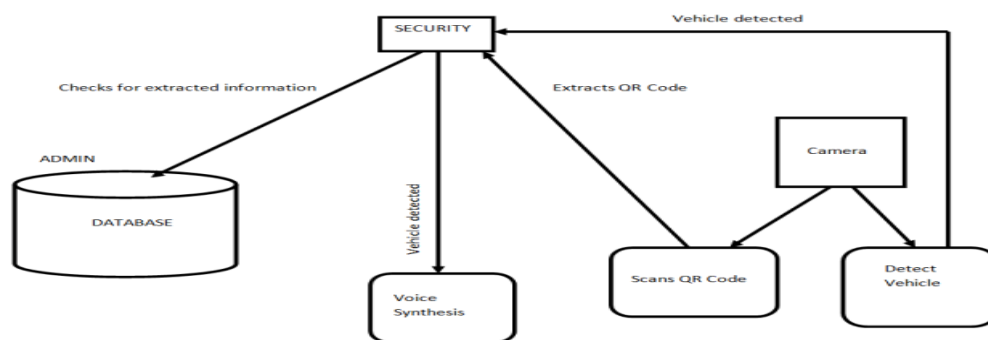 Vehicle detected
SECURITY
Checks for extracted information
Extracts QR Code
Camera
ADMIN
DATABASE
Vehicle detected
Voice
Synthesis
Scans QR Code
Detect
Vehicle